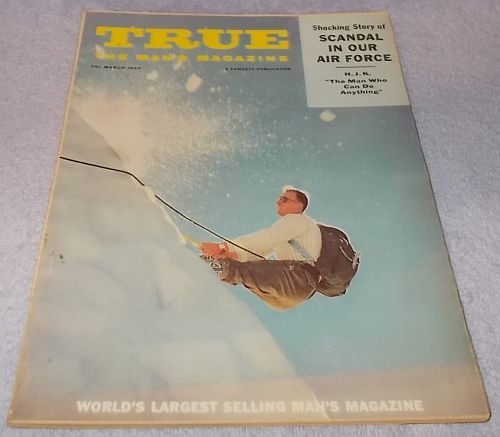 TRUE
THE MAN'S MAGAZINE
MARCH
A FAWCETT PUBLICATION
Shocking Story of
SCANDAL
IN OUR
AIR FORCE
H. J. K.
"The Man Who
Can Do
Anything"
WORLD'S LARGEST SELLING MAN'S MAGAZINE